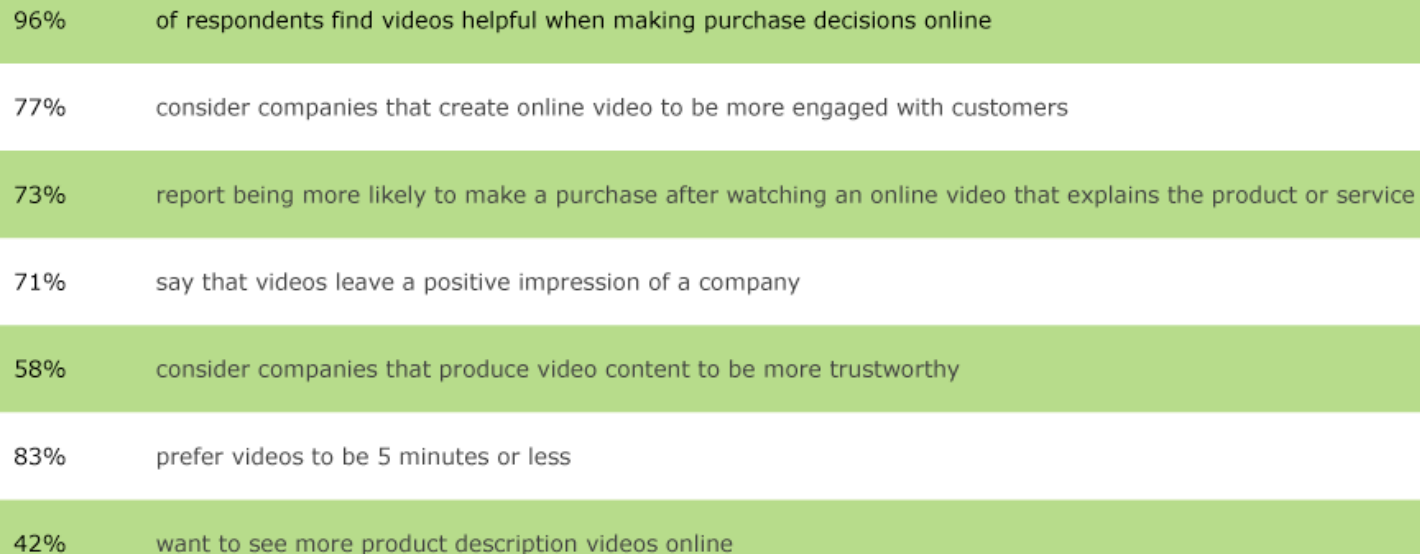 96% of respondents find videos helpful when making purchase decisions online
77% consider companies that create online video to be more engaged with customers
73% report being more likely to make a purchase after watching an online video that explains the product or service
71% say that videos leave a positive impression of a company
58% consider companies that produce video content to be more trustworthy
83% prefer videos to be 5 minutes or less
42% want to see more product description videos online